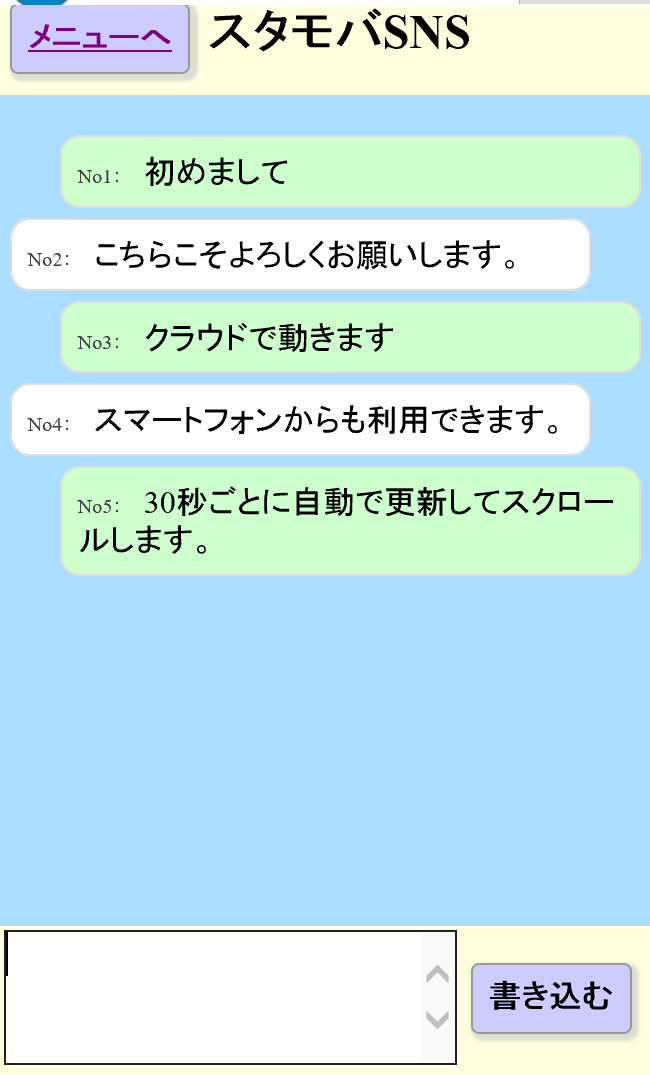 メニューへ スタモバSNS
No1： 初めまして
No2： こちらこそよろしくお願いします。
No3： クラウドで動きます
No4： スマートフォンからも利用できます。
No5： 30秒ごとに自動で更新してスクロー
ルします。
書き込む